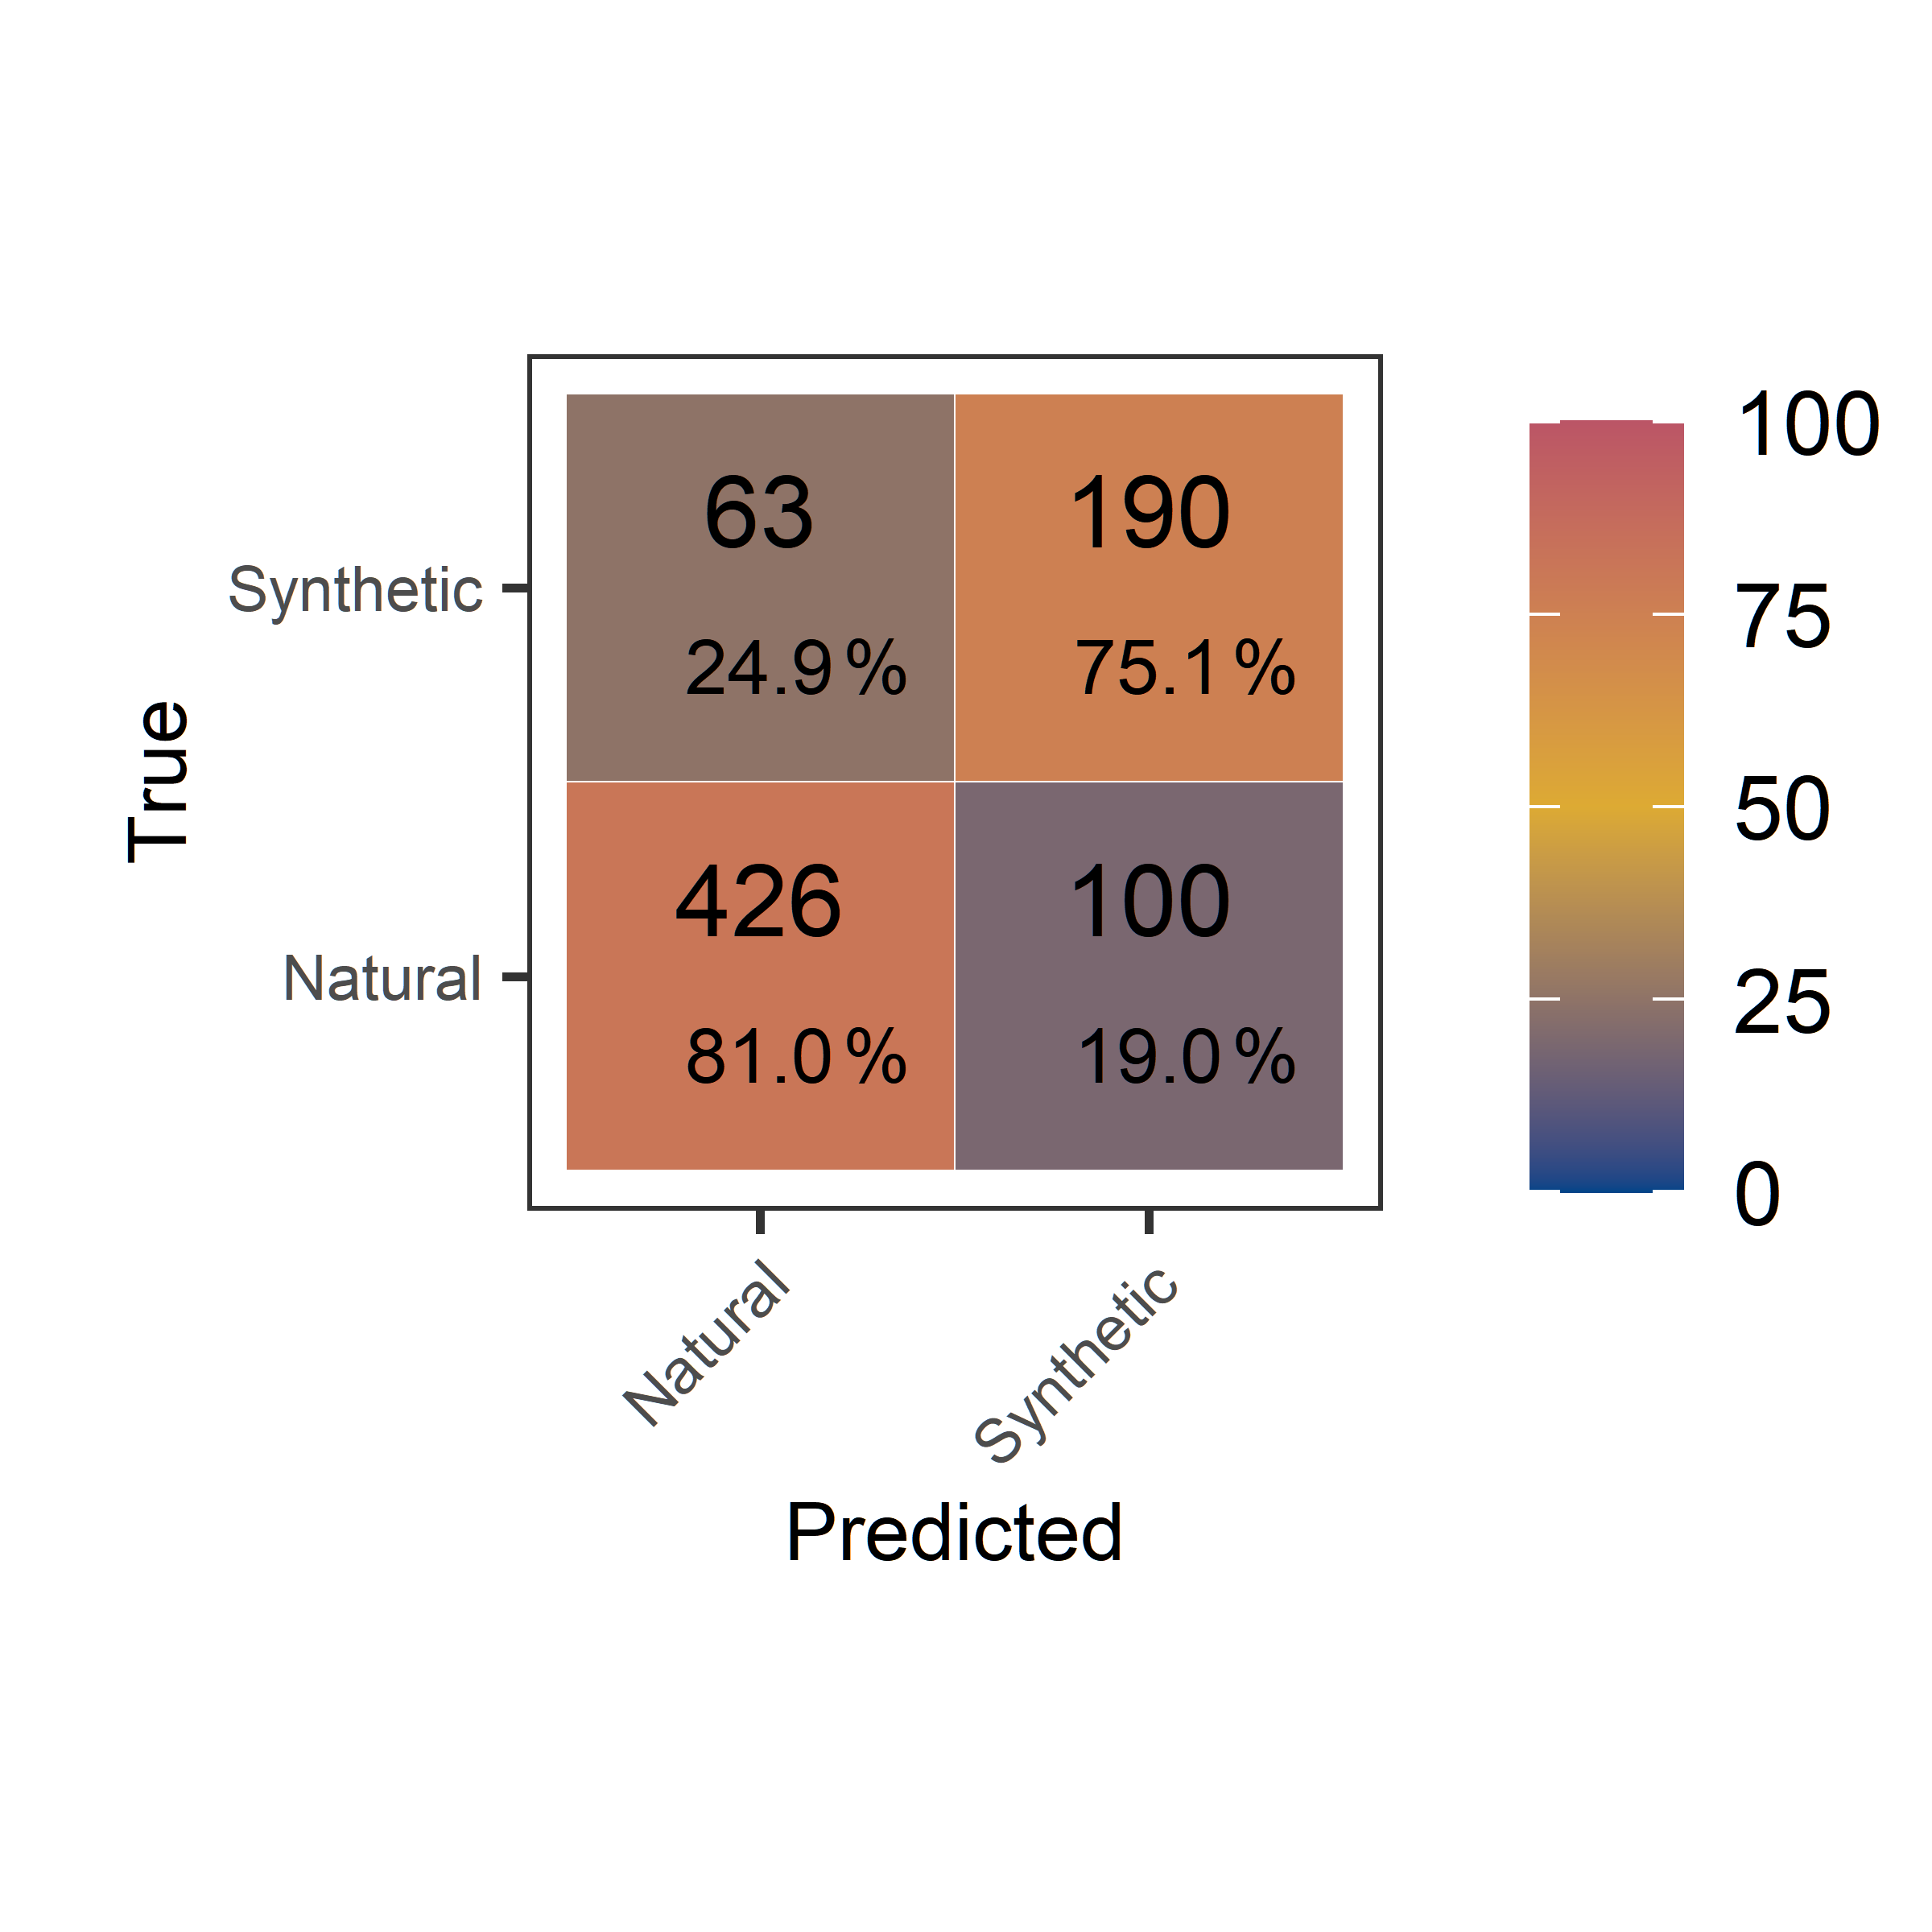 True
Synthetic
63
190
24.9%
75.1%
Natural
426
100
81.0%
19.0%
Natural
Synthetic
Predicted
100
75
50
25
0